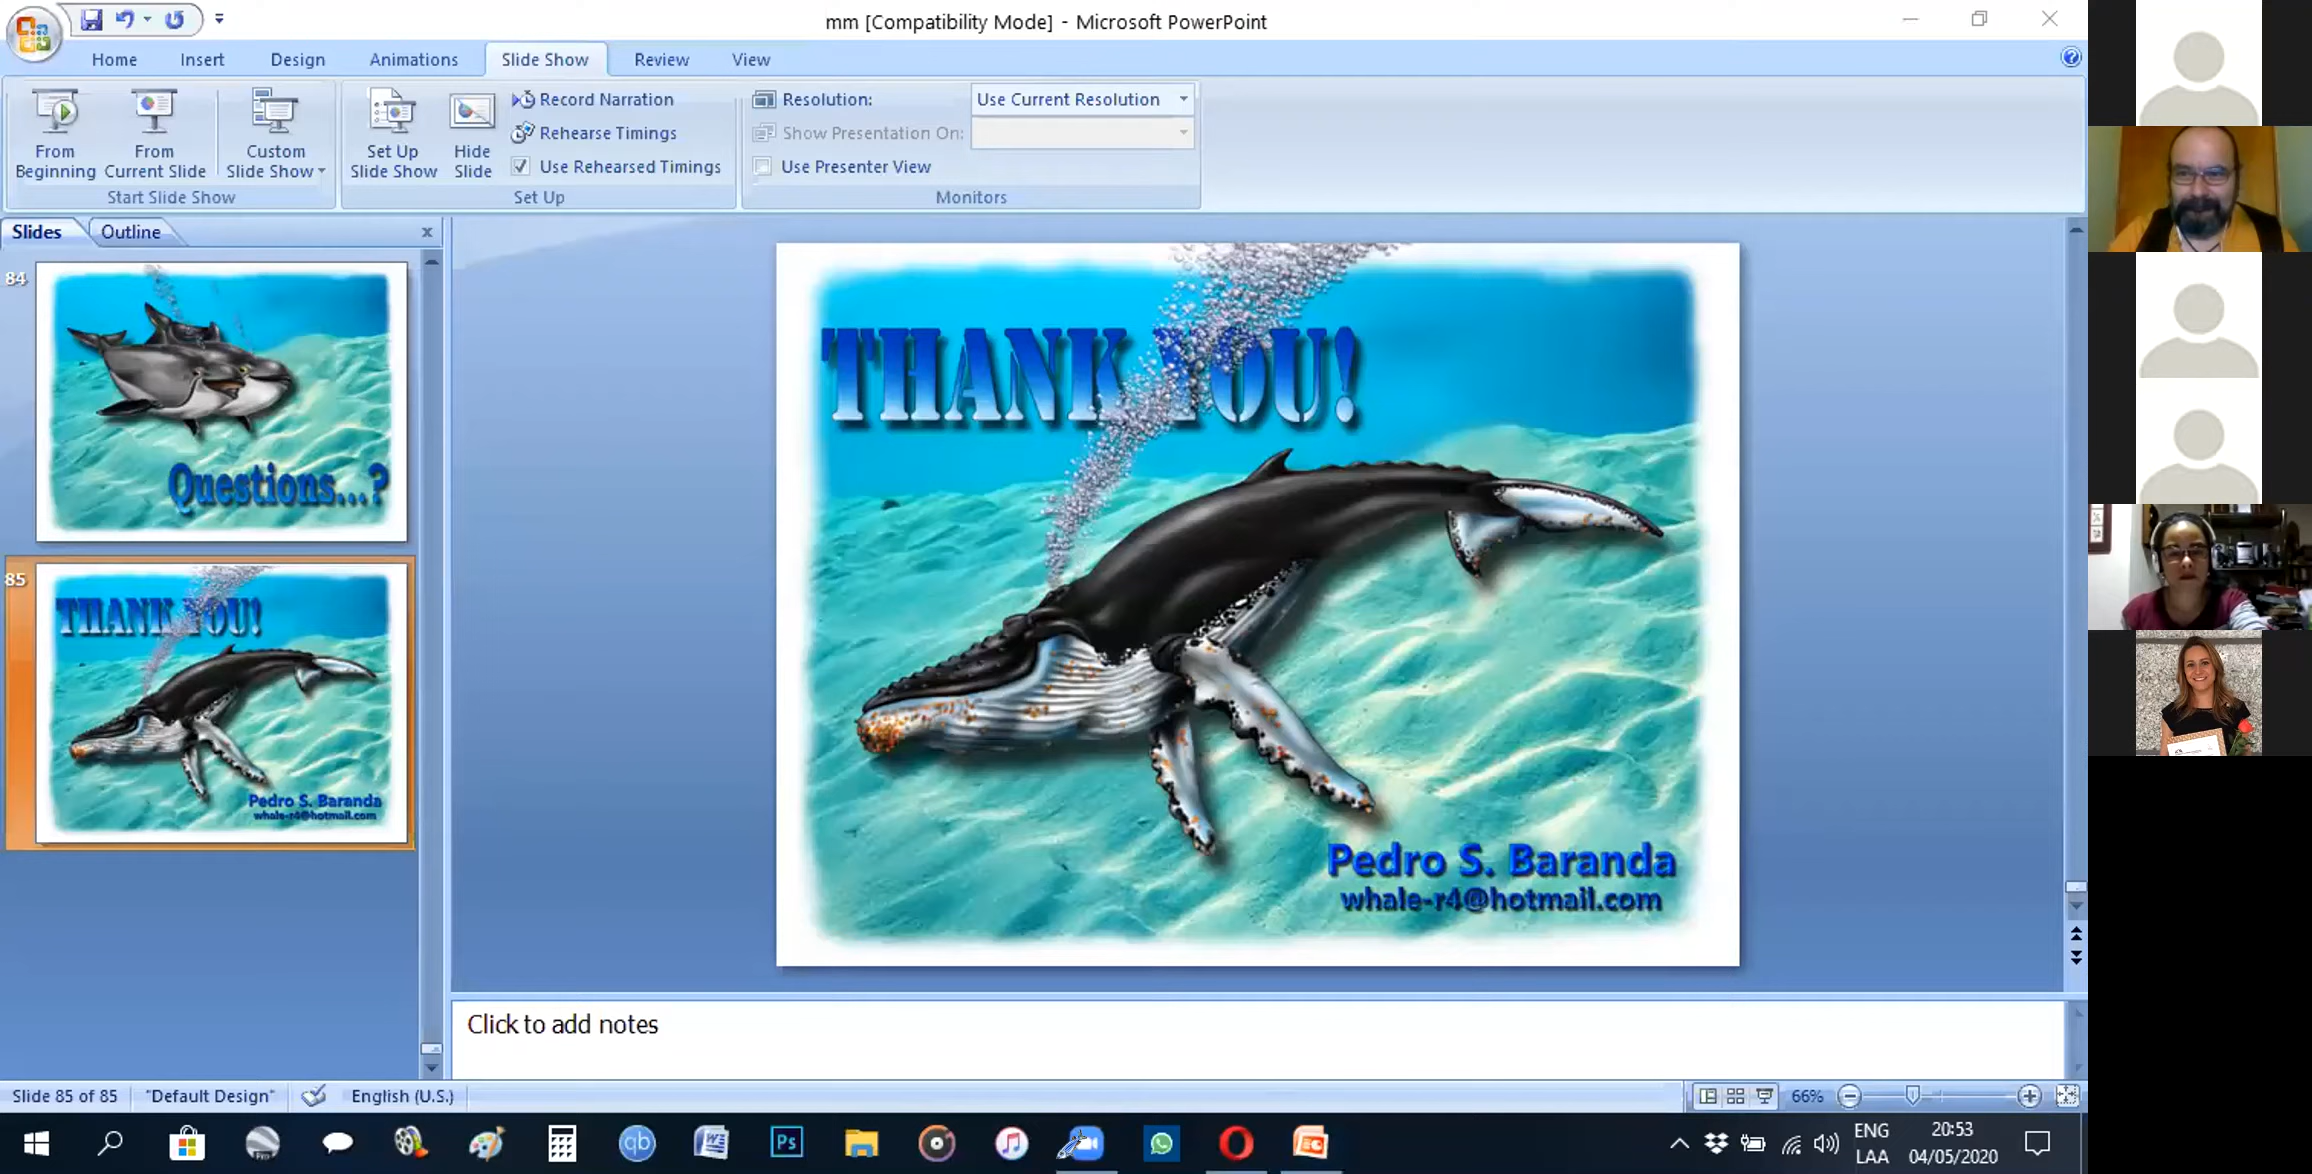 mm [Compatibility Mode] - Microsoft PowerPoint
Home Insert Design Animations Slide Show Review View
From Beginning
From Current Slide
Custom Slide Show
Start Slide Show
Set Up Slide Show
Hide Slide
Record Narration
Rehearse Timings
Use Rehearsed Timings
Set Up
Resolution: Use Current Resolution
Show Presentation On:
Use Presenter View
Monitors
Slides Outline
84
Questions...?
85
THANK YOU!
Pedro S. Baranda
whale-r4@hotmail.com
THANK YOU!
Pedro S. Baranda
whale-r4@hotmail.com
Click to add notes
Slide 85 of 85 "Default Design" English (U.S.) 66%
Pro qb W Ps
ENG
LAA
20:53
04/05/2020